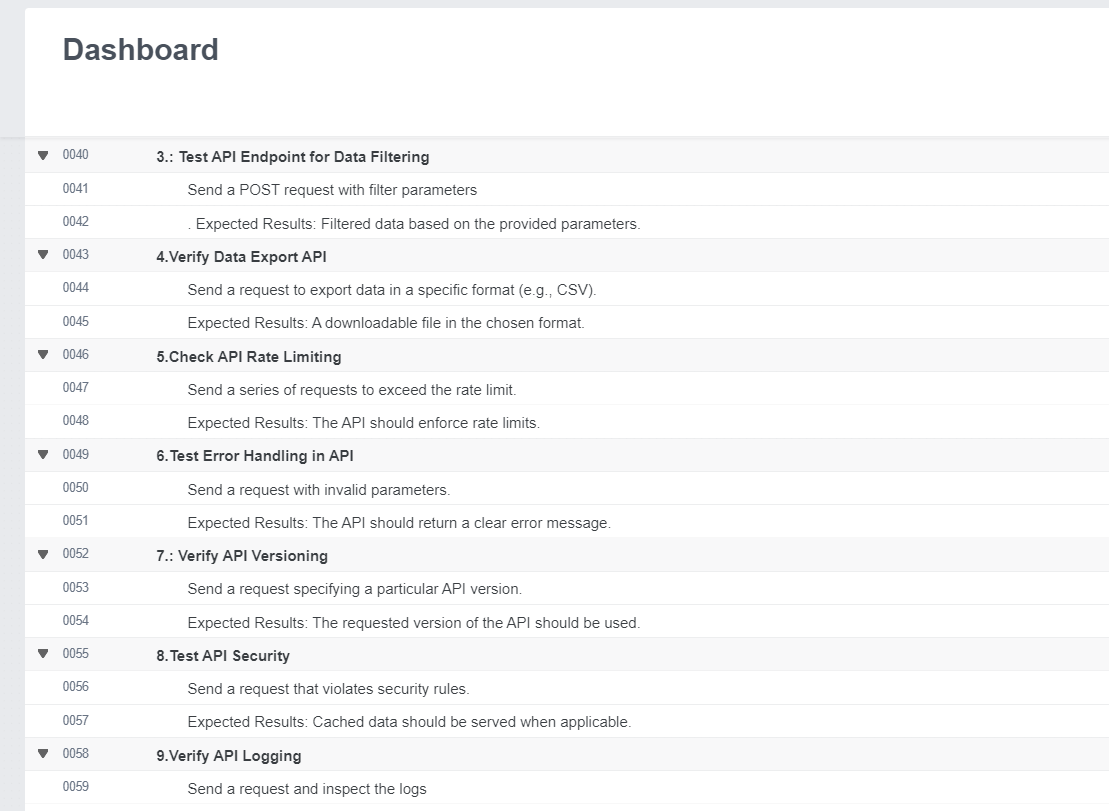 Dashboard
0040 3.: Test API Endpoint for Data Filtering
0041 Send a POST request with filter parameters
0042 . Expected Results: Filtered data based on the provided parameters.
0043 4.Verify Data Export API
0044 Send a request to export data in a specific format (e.g., CSV).
0045 Expected Results: A downloadable file in the chosen format.
0046 5.Check API Rate Limiting
0047 Send a series of requests to exceed the rate limit.
0048 Expected Results: The API should enforce rate limits.
0049 6.Test Error Handling in API
0050 Send a request with invalid parameters.
0051 Expected Results: The API should return a clear error message.
0052 7.: Verify API Versioning
0053 Send a request specifying a particular API version.
0054 Expected Results: The requested version of the API should be used.
0055 8.Test API Security
0056 Send a request that violates security rules.
0057 Expected Results: Cached data should be served when applicable.
0058 9.Verify API Logging
0059 Send a request and inspect the logs